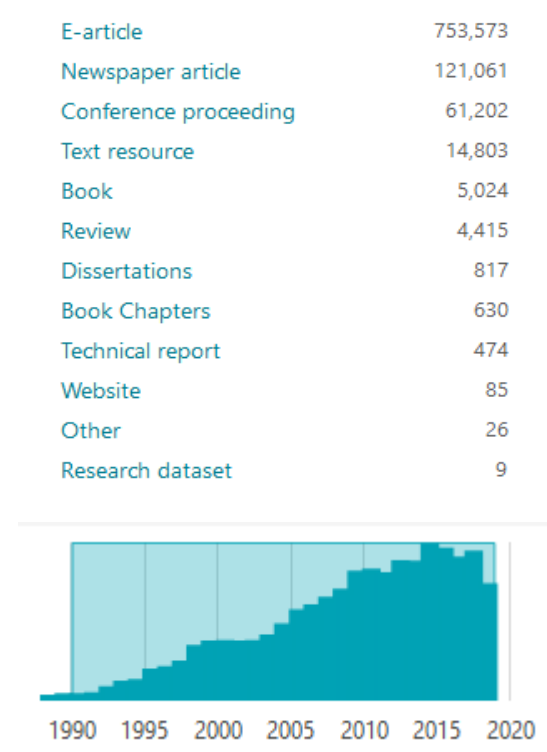 E-article 753,573
Newspaper article 121,061
Conference proceeding 61,202
Text resource 14,803
Book 5,024
Review 4,415
Dissertations 817
Book Chapters 630
Technical report 474
Website 85
Other 26
Research dataset 9
1990 1995 2000 2005 2010 2015 2020